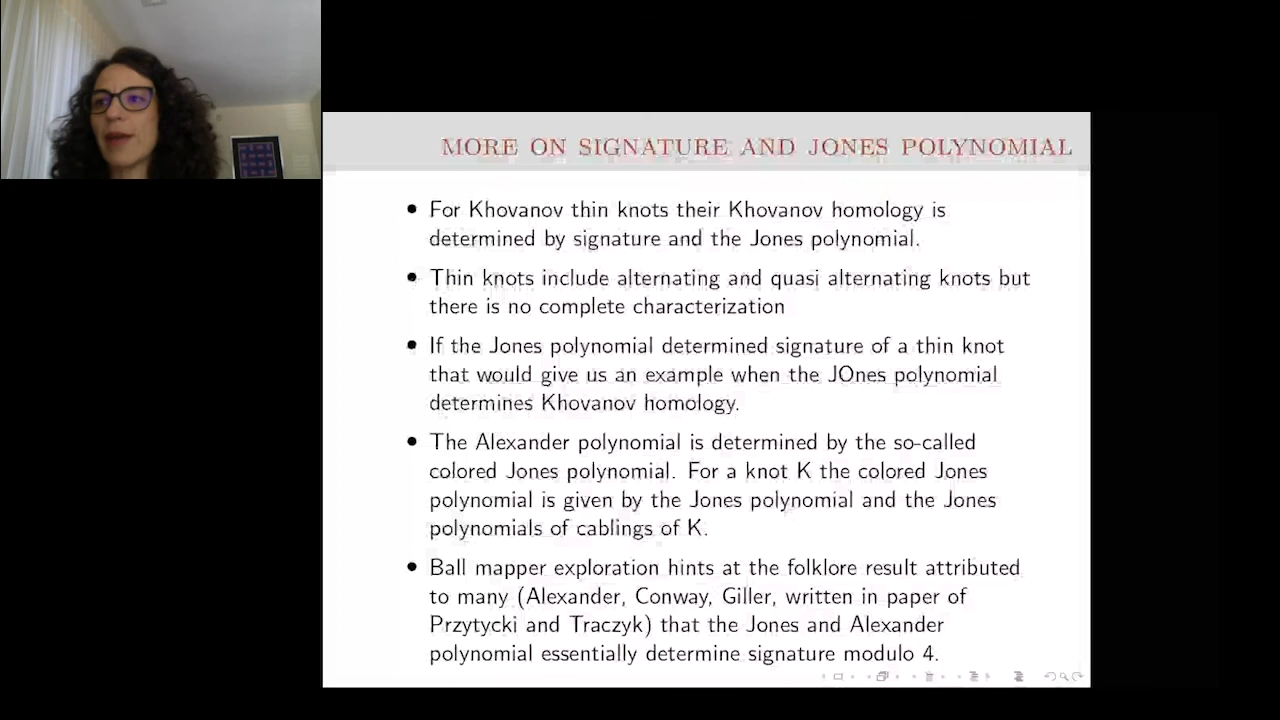 MORE ON SIGNATURE AND JONES POLYNOMIAL
• For Khovanov thin knots their Khovanov homology is
determined by signature and the Jones polynomial.
• Thin knots include alternating and quasi alternating knots but
there is no complete characterization
• If the Jones polynomial determined signature of a thin knot
that would give us an example when the JOnes polynomial
determines Khovanov homology.
• The Alexander polynomial is determined by the so-called
colored Jones polynomial. For a knot K the colored Jones
polynomial is given by the Jones polynomial and the Jones
polynomials of cablings of K.
• Ball mapper exploration hints at the folklore result attributed
to many (Alexander, Conway, Giller, written in paper of
Przytycki and Traczyk) that the Jones and Alexander
polynomial essentially determine signature modulo 4.